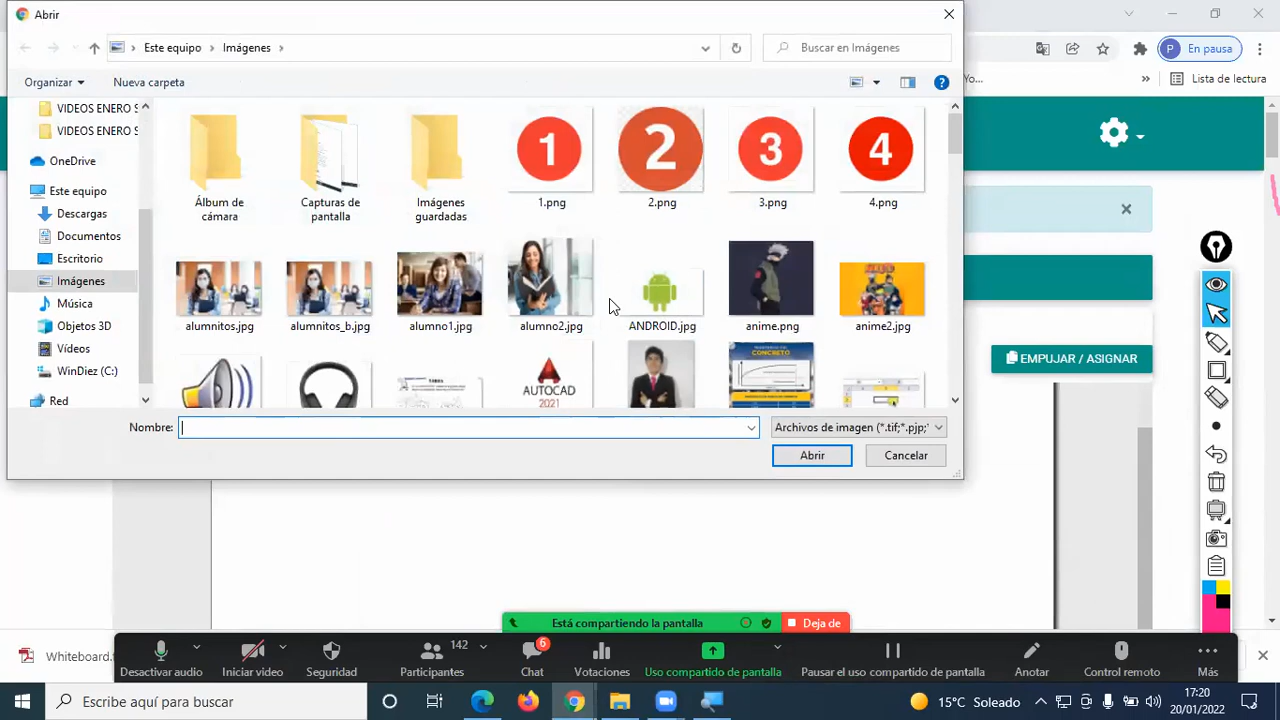 Abrir
Este equipo
Imágenes
Buscar en Imágenes
En pausa
Yo...
Lista de lectura
Organizar
Nueva carpeta
VIDEOS ENERO S
VIDEOS ENERO S
OneDrive
Este equipo
Descargas
Documentos
Escritorio
Imágenes
Música
Objetos 3D
Vídeos
WinDiez (C:)
Red
Álbum de cámara
Capturas de pantalla
Imágenes guardadas
1
1.png
2
2.png
3
3.png
4
4.png
alumnitos.jpg
alumnitos_b.jpg
alumno1.jpg
alumno2.jpg
ANDROID.jpg
anime.png
anime2.jpg
AUTOCAD
2021
CONCRETO
Nombre:
Archivos de imagen (*.tif;*.pjp;*
Abrir
Cancelar
EMPUJAR / ASIGNAR
Está compartiendo la pantalla
Deja de
Whiteboard.
Desactivar audio
Iniciar video
Seguridad
142
Participantes
6
Chat
Votaciones
Uso compartido de pantalla
Pausar el uso compartido de pantalla
Anotar
Control remoto
Más
Escribe aquí para buscar
15°C Soleado
17:20
20/01/2022